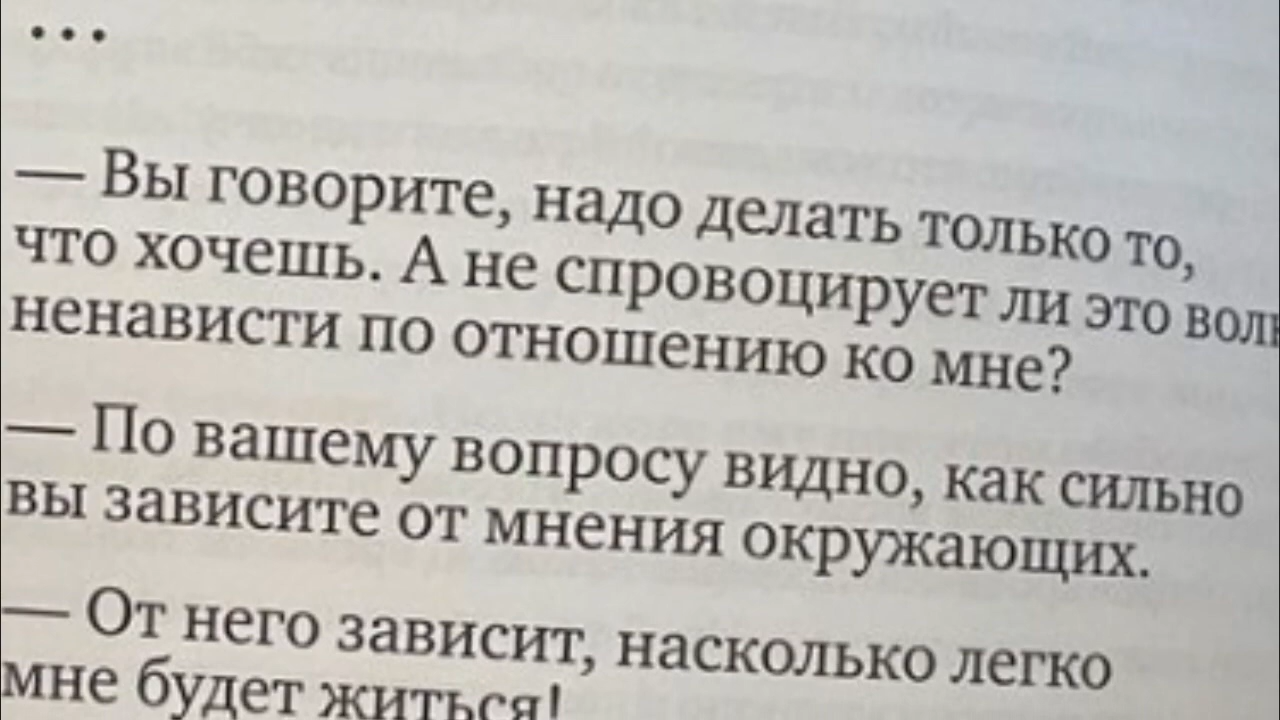 ...
— Вы говорите, надо делать только то,
что хочешь. А не спровоцирует ли это
ненависти по отношению ко мне?
— По вашему вопросу видно, как сильно
вы зависите от мнения окружающих.
— От него зависит, насколько легко
мне будет житься!